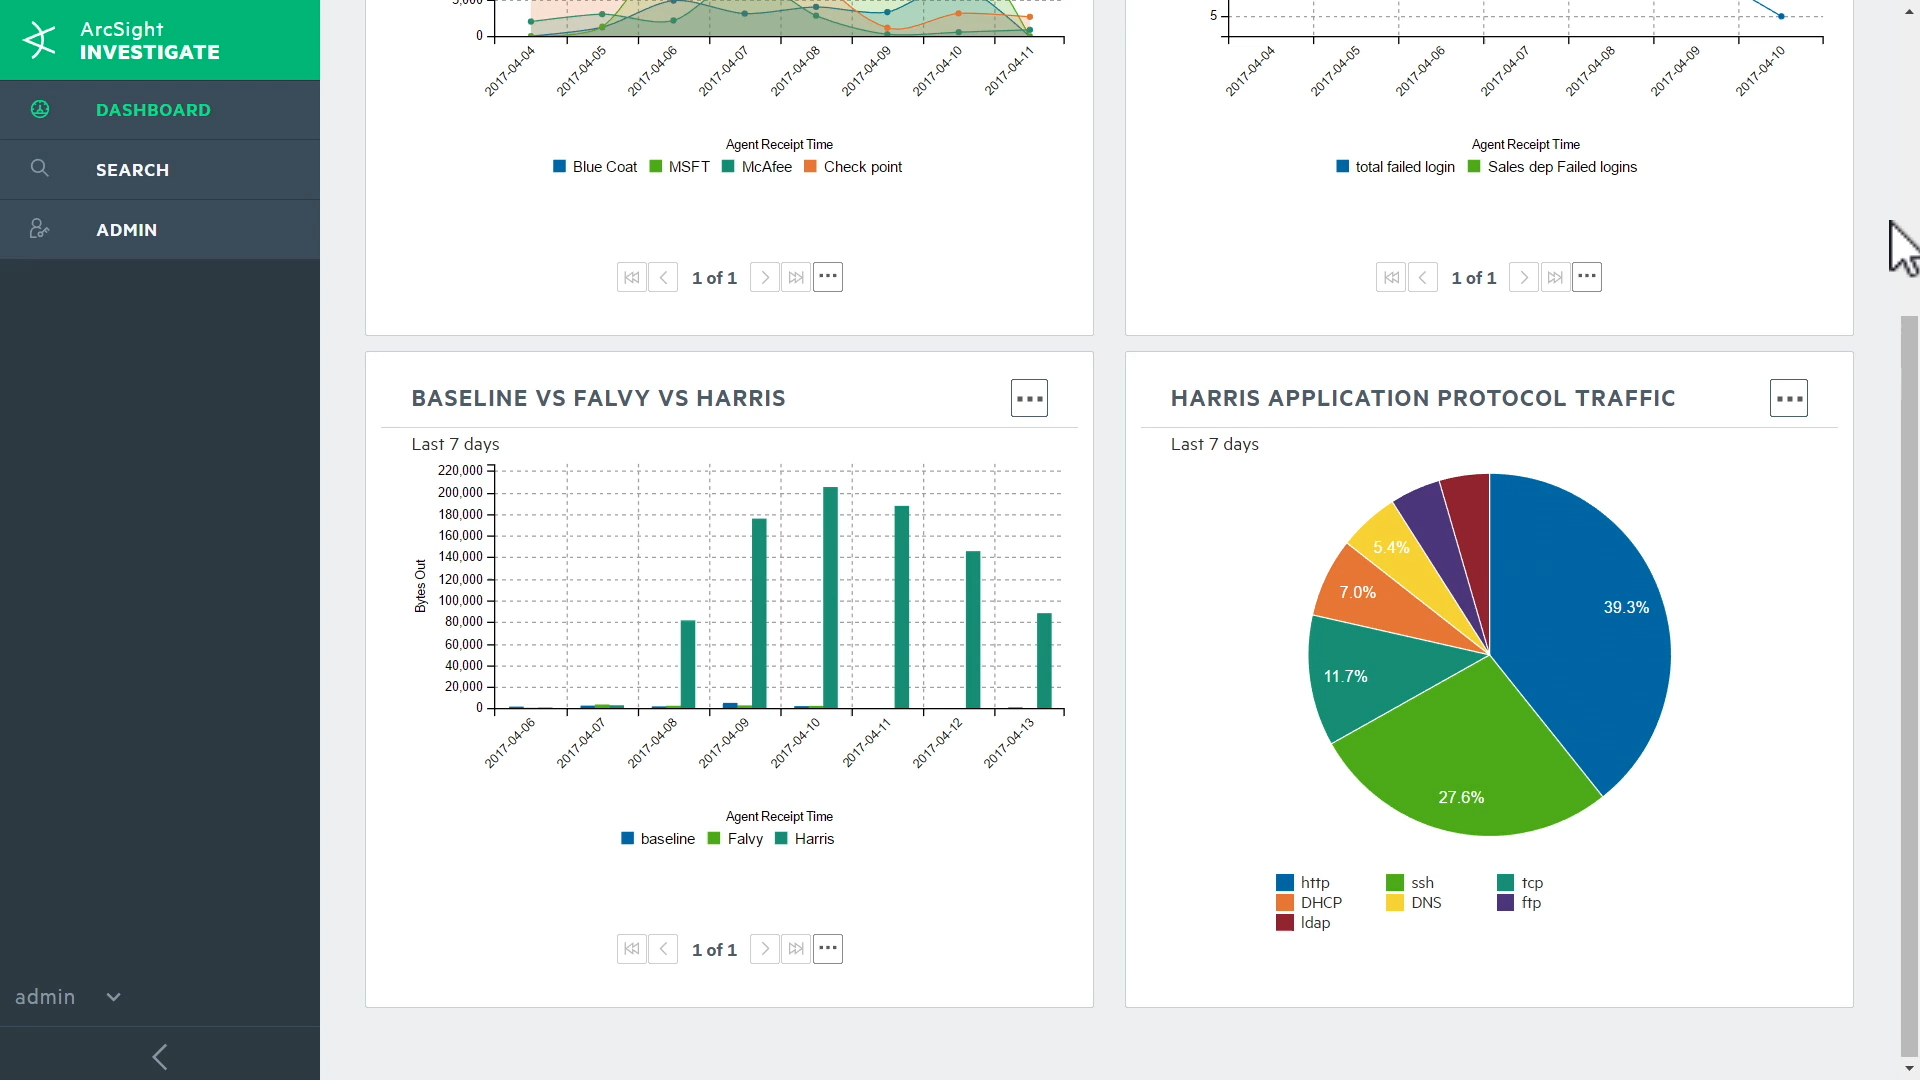 ArcSight
INVESTIGATE
DASHBOARD
SEARCH
ADMIN
admin
5,000
0
2017-04-04
2017-04-05
2017-04-06
2017-04-07
2017-04-08
2017-04-09
2017-04-10
2017-04-11
Agent Receipt Time
Blue Coat MSFT McAfee Check point
1 of 1
5
2017-04-04
2017-04-05
2017-04-06
2017-04-07
2017-04-08
2017-04-09
2017-04-10
Agent Receipt Time
total failed login Sales dep Failed logins
1 of 1
BASELINE VS FALVY VS HARRIS
Last 7 days
220,000
200,000
180,000
160,000
140,000
120,000
100,000
80,000
60,000
40,000
20,000
0
Bytes Out
2017-04-06
2017-04-07
2017-04-08
2017-04-09
2017-04-10
2017-04-11
2017-04-12
2017-04-13
Agent Receipt Time
baseline Falvy Harris
1 of 1
HARRIS APPLICATION PROTOCOL TRAFFIC
Last 7 days
39.3%
5.4%
7.0%
11.7%
27.6%
http ssh tcp
DHCP DNS ftp
ldap